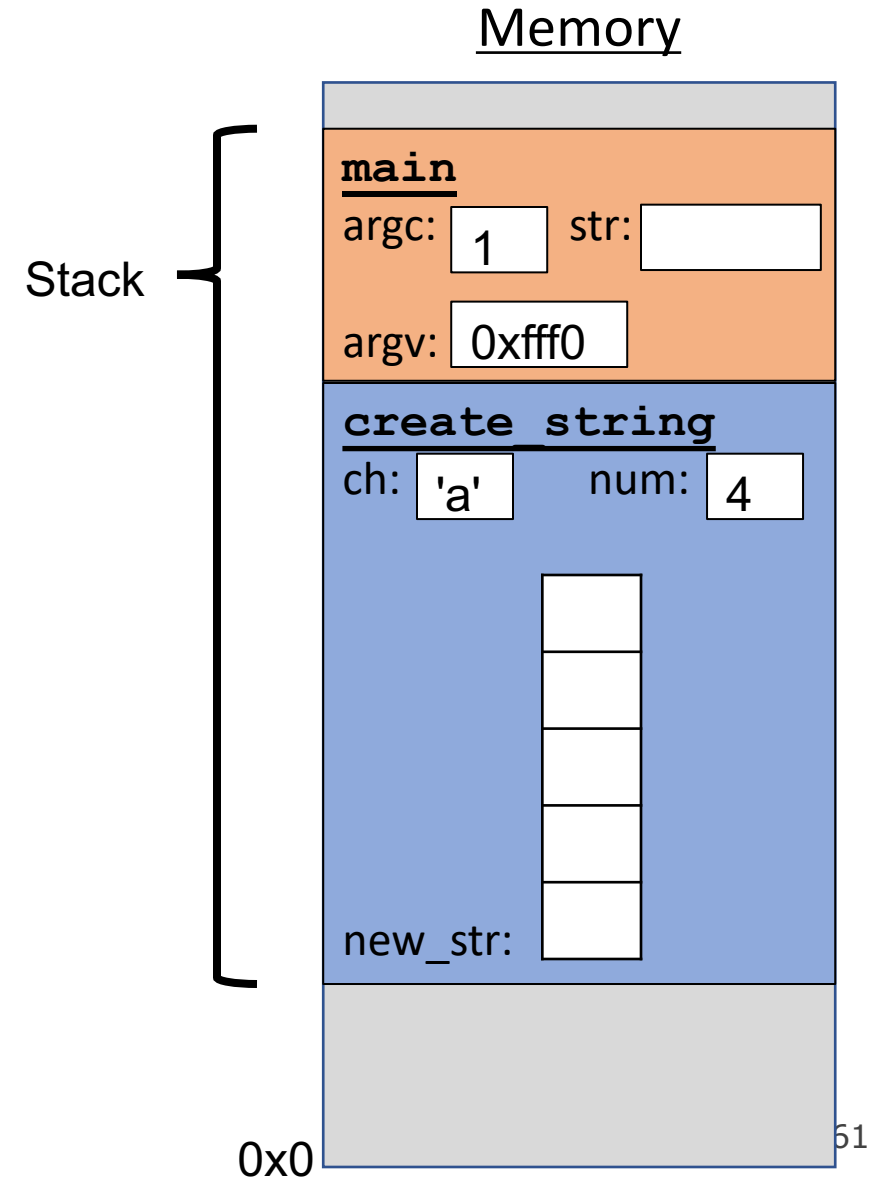 Memory
main
argc: 1 str:
Stack
argv: 0xfff0
create_string
ch: 'a' num: 4
new_str:
61
0x0